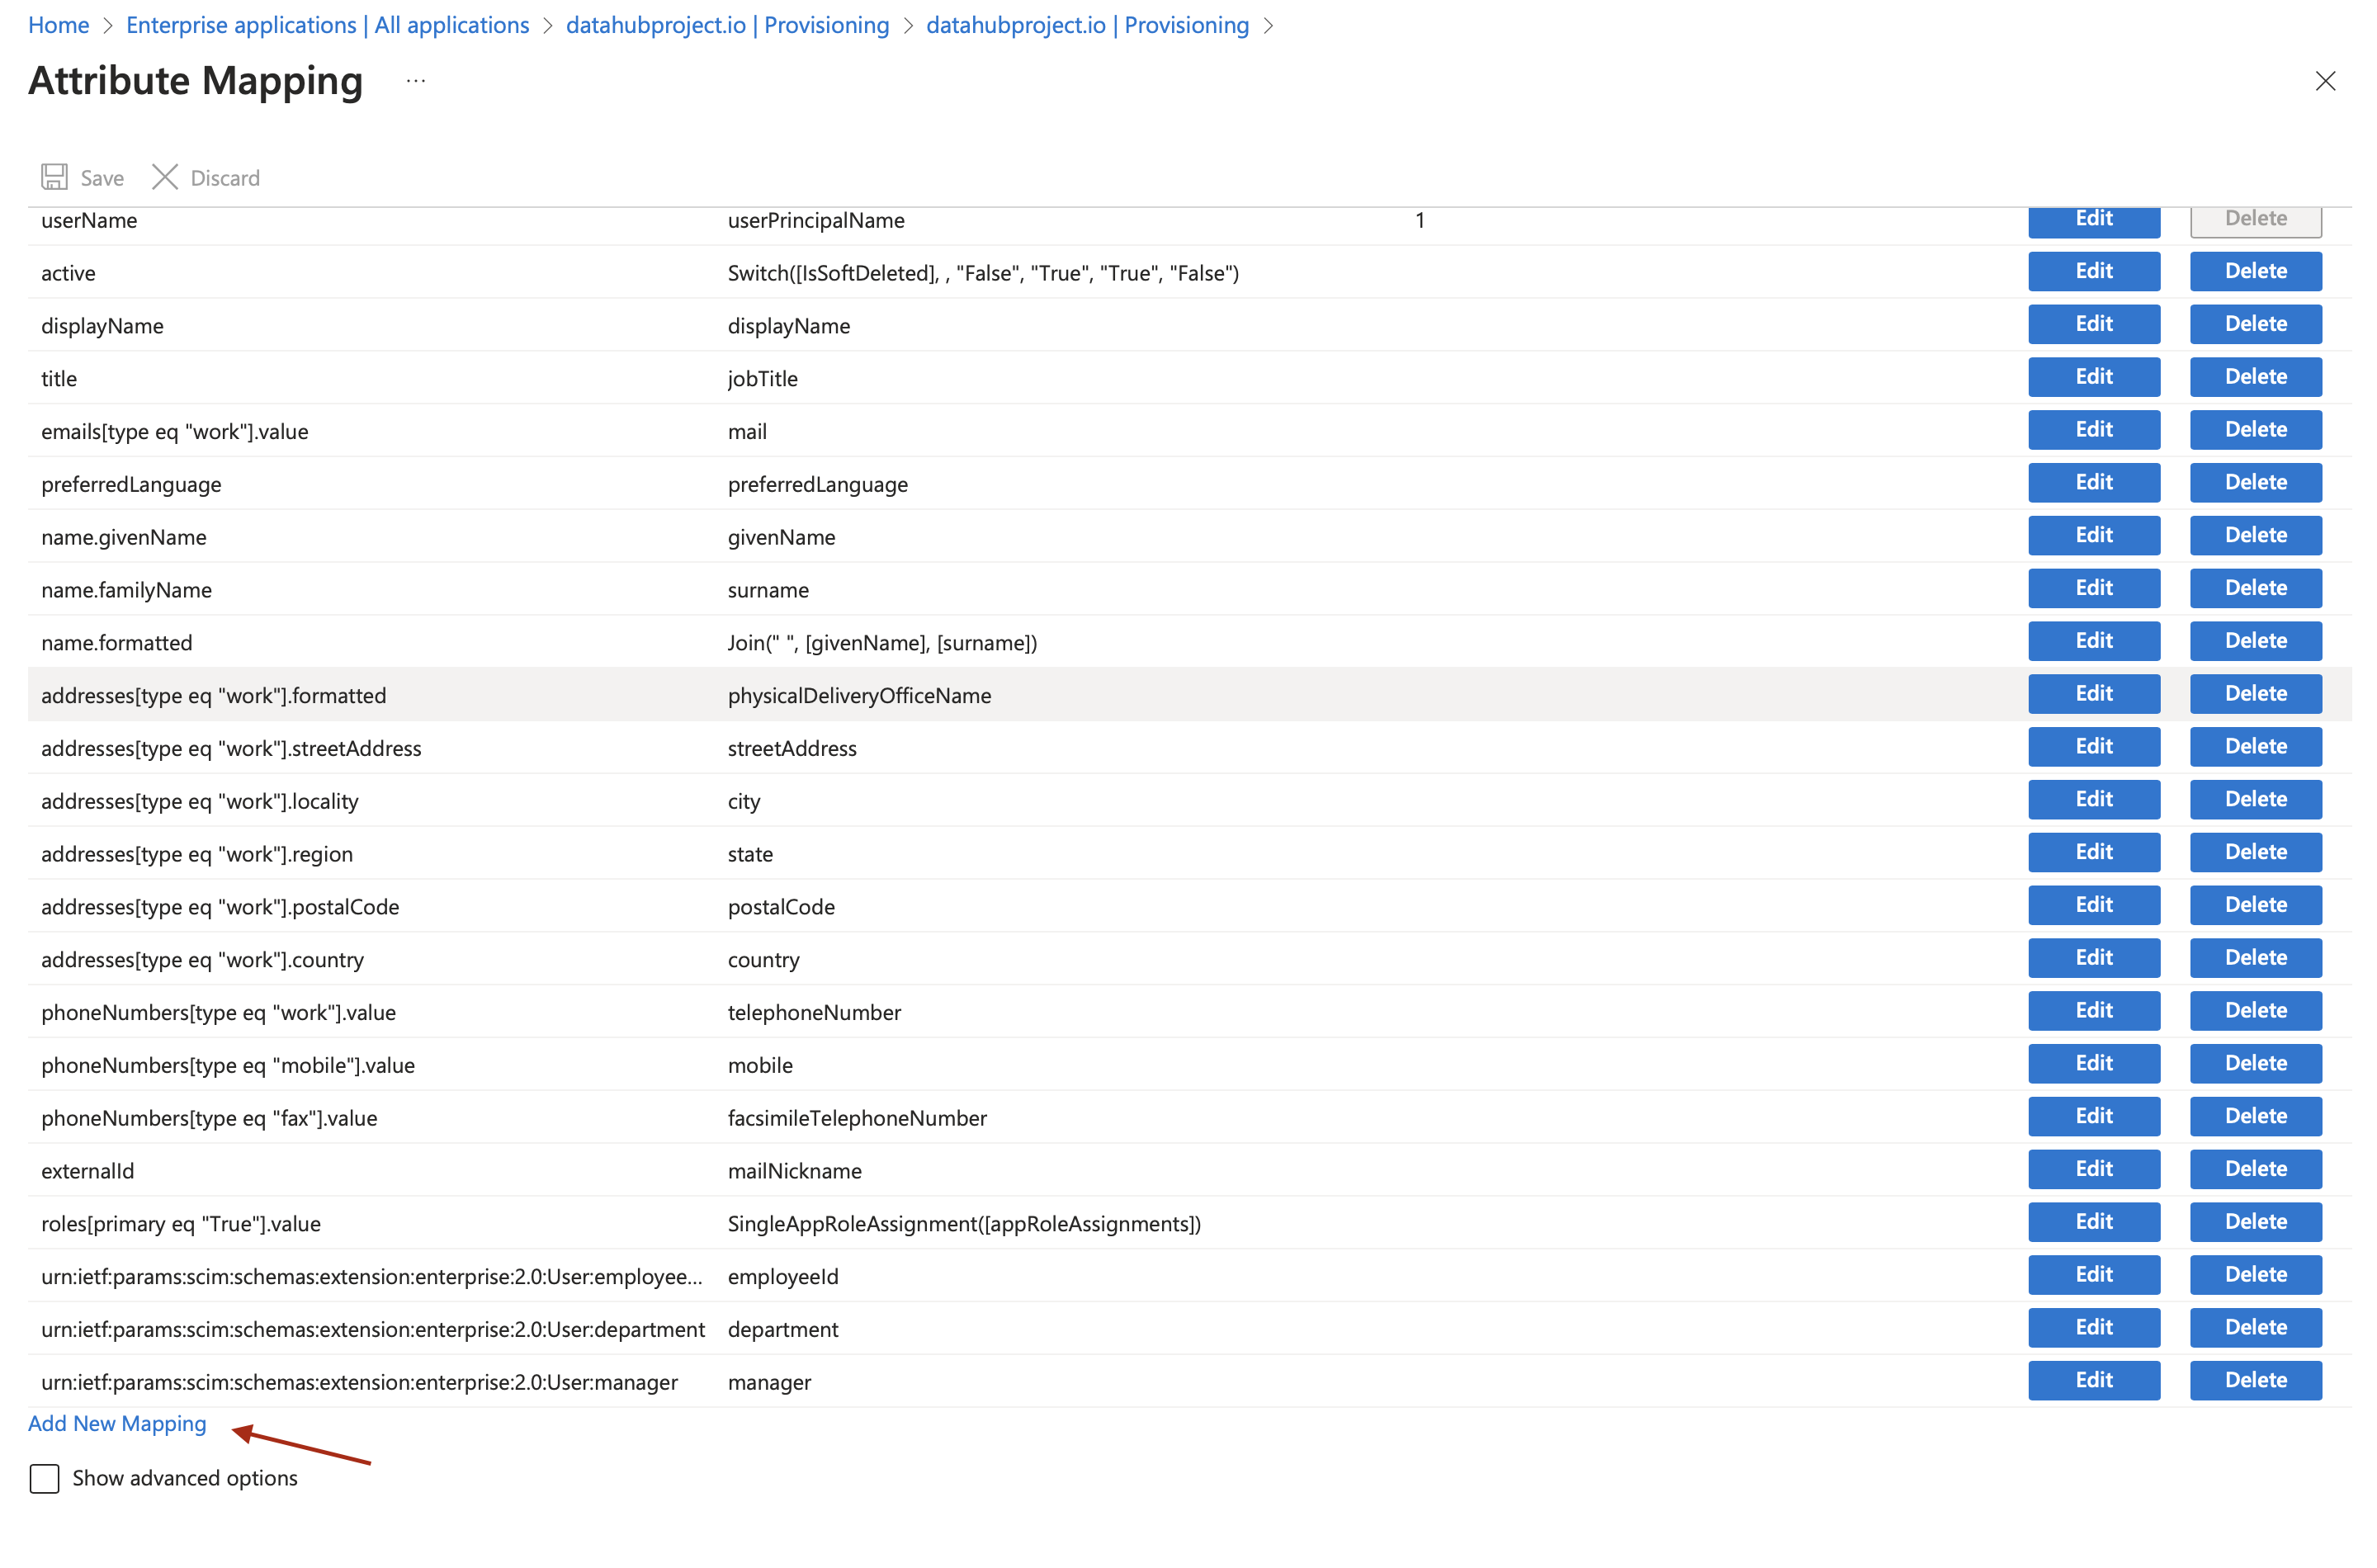 Home > Enterprise applications | All applications > datahubproject.io | Provisioning > datahubproject.io | Provisioning >
Attribute Mapping ...
Save Discard
userName userPrincipalName 1 Edit Delete
active Switch([IsSoftDeleted], , "False", "True", "True", "False") Edit Delete
displayName displayName Edit Delete
title jobTitle Edit Delete
emails[type eq "work"].value mail Edit Delete
preferredLanguage preferredLanguage Edit Delete
name.givenName givenName Edit Delete
name.familyName surname Edit Delete
name.formatted Join(" ", [givenName], [surname]) Edit Delete
addresses[type eq "work"].formatted physicalDeliveryOfficeName Edit Delete
addresses[type eq "work"].streetAddress streetAddress Edit Delete
addresses[type eq "work"].locality city Edit Delete
addresses[type eq "work"].region state Edit Delete
addresses[type eq "work"].postalCode postalCode Edit Delete
addresses[type eq "work"].country country Edit Delete
phoneNumbers[type eq "work"].value telephoneNumber Edit Delete
phoneNumbers[type eq "mobile"].value mobile Edit Delete
phoneNumbers[type eq "fax"].value facsimileTelephoneNumber Edit Delete
externalId mailNickname Edit Delete
roles[primary eq "True"].value SingleAppRoleAssignment([appRoleAssignments]) Edit Delete
urn:ietf:params:scim:schemas:extension:enterprise:2.0:User:employee... employeeId Edit Delete
urn:ietf:params:scim:schemas:extension:enterprise:2.0:User:department department Edit Delete
urn:ietf:params:scim:schemas:extension:enterprise:2.0:User:manager manager Edit Delete
Add New Mapping
Show advanced options